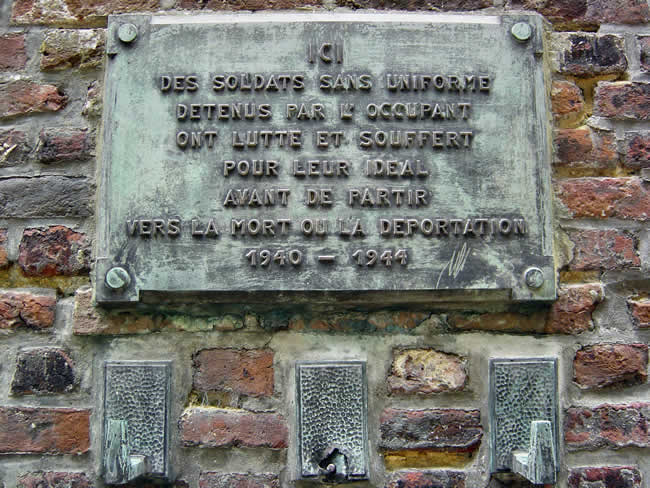 ICI
DES SOLDATS SANS UNIFORME
DETENUS PAR L'OCCUPANT
ONT LUTTE ET SOUFFERT
POUR LEUR IDEAL
AVANT DE PARTIR
VERS LA MORT OU LA DEPORTATION
1940 – 1944